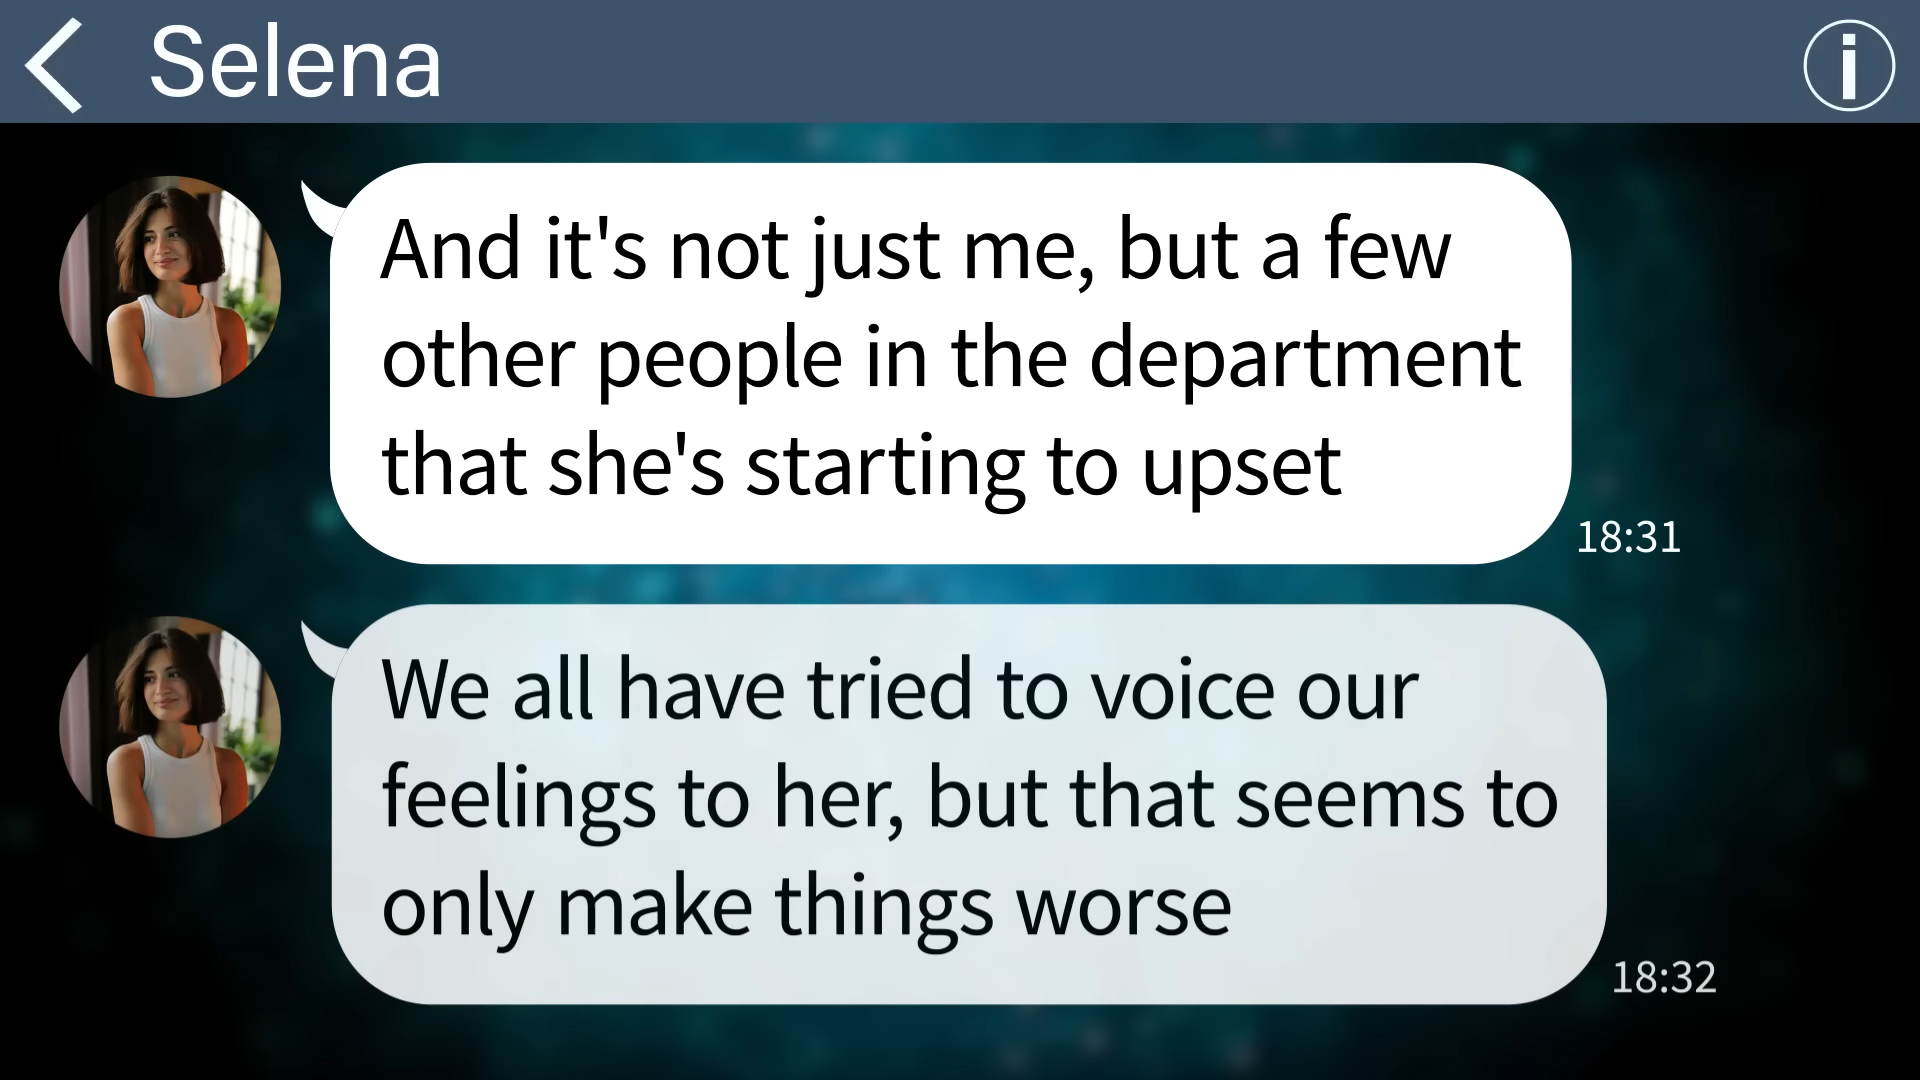 Selena
And it's not just me, but a few
other people in the department
that she's starting to upset
18:31
We all have tried to voice our
feelings to her, but that seems to
only make things worse
18:32